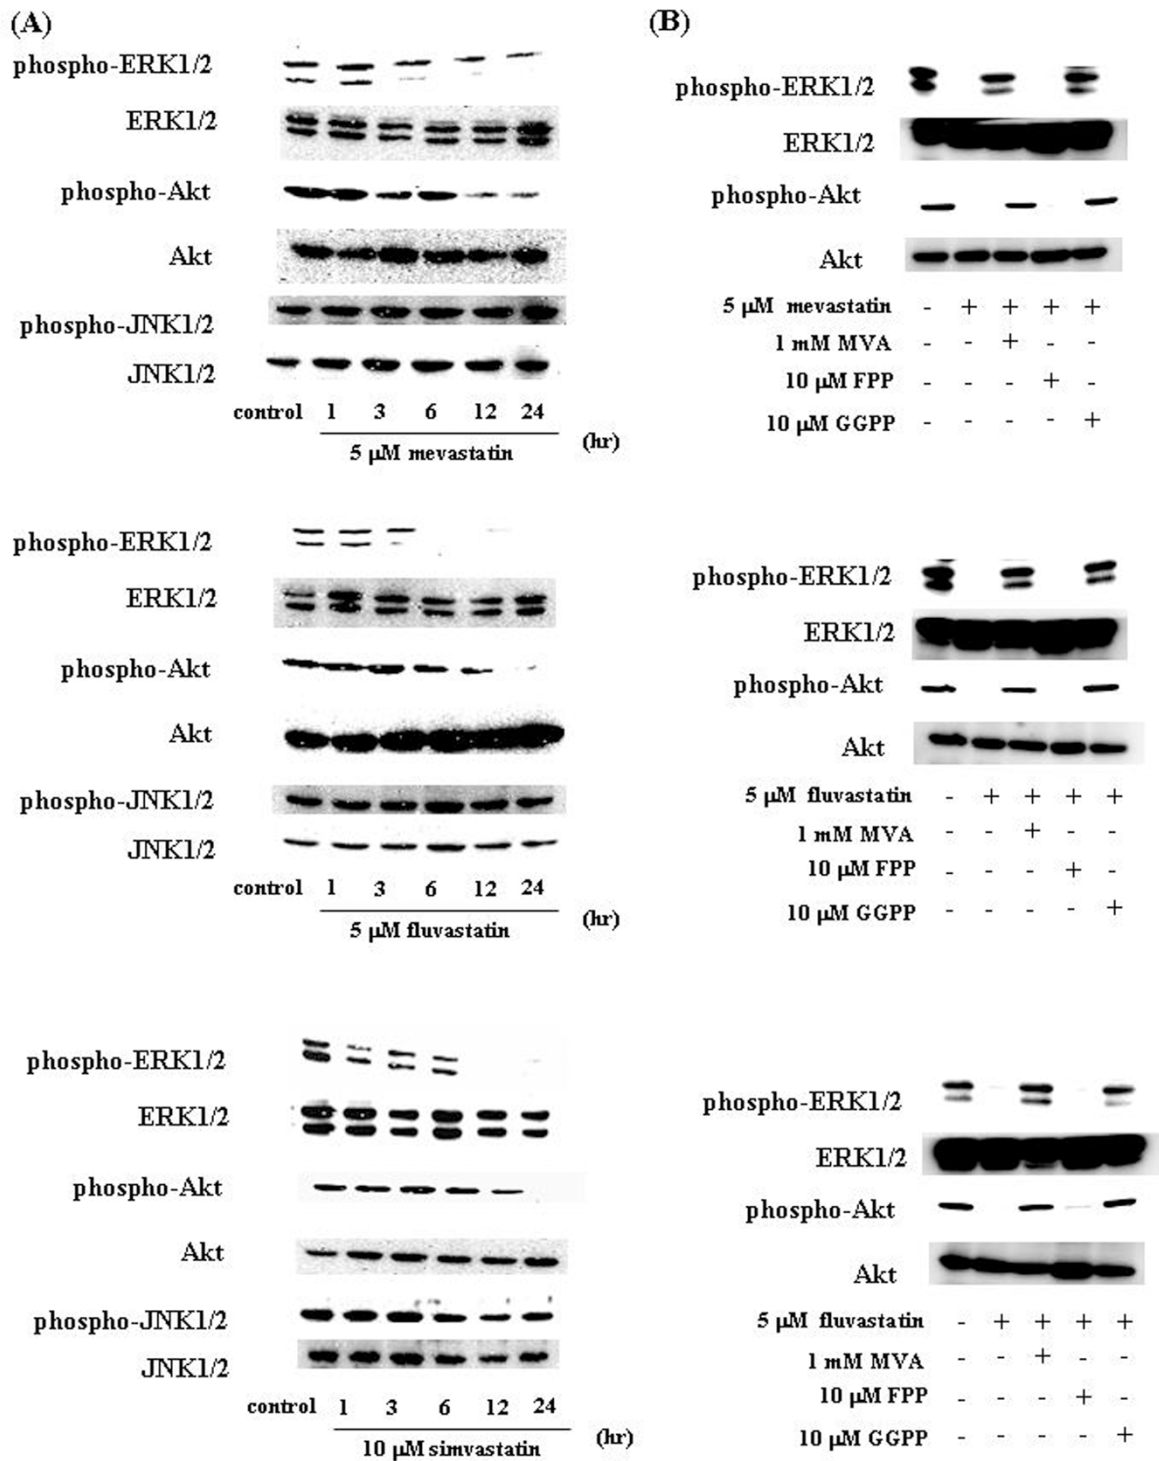 (A)
phospho-ERK1/2
ERK1/2
phospho-Akt
Akt
phospho-JNK1/2
JNK1/2
control 1 3 6 12 24
(hr)
5 μM mevastatin
phospho-ERK1/2
ERK1/2
phospho-Akt
Akt
phospho-JNK1/2
JNK1/2
control 1 3 6 12 24
(hr)
5 μM fluvastatin
phospho-ERK1/2
ERK1/2
phospho-Akt
Akt
phospho-JNK1/2
JNK1/2
control 1 3 6 12 24
(hr)
10 μM simvastatin
(B)
phospho-ERK1/2
ERK1/2
phospho-Akt
Akt
5 μM mevastatin - + + + +
1 mM MVA - - + - -
10 μM FPP - - - + -
10 μM GGPP - - - - +
phospho-ERK1/2
ERK1/2
phospho-Akt
Akt
5 μM fluvastatin - + + + +
1 mM MVA - - + - -
10 μM FPP - - - + -
10 μM GGPP - - - - +
phospho-ERK1/2
ERK1/2
phospho-Akt
Akt
5 μM fluvastatin - + + + +
1 mM MVA - - + - -
10 μM FPP - - - + -
10 μM GGPP - - - - +